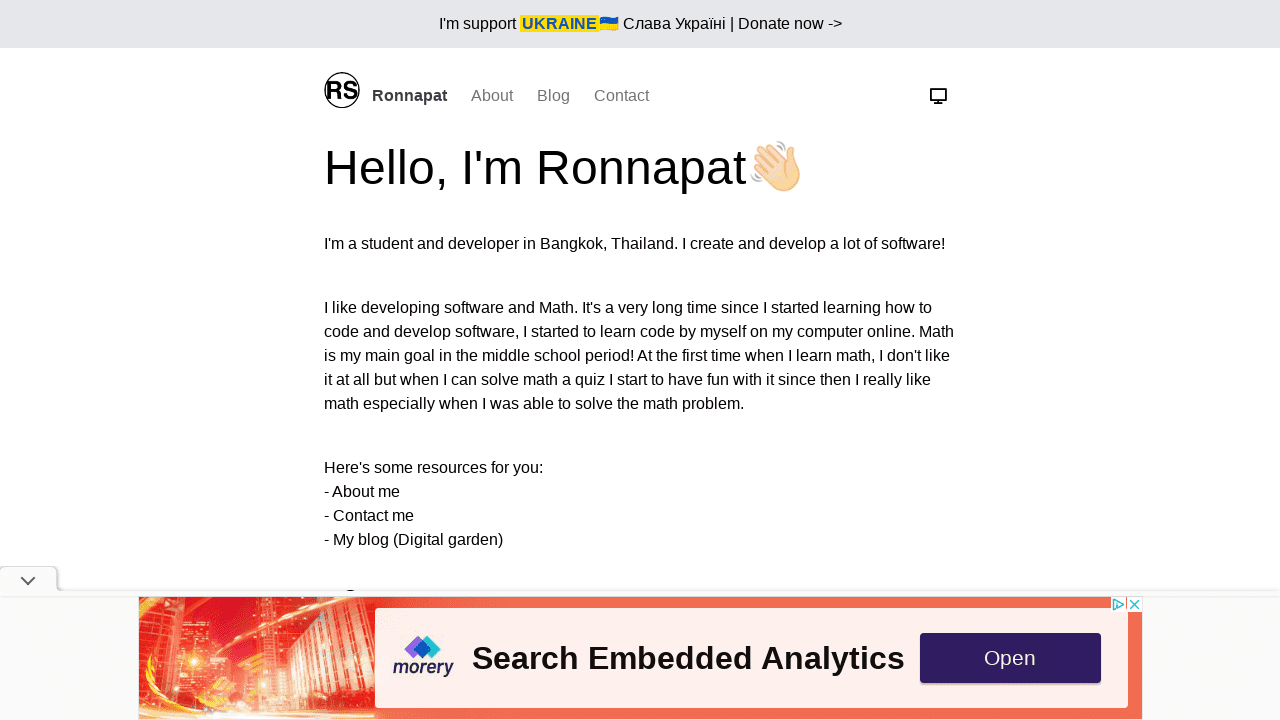 I'm support UKRAINE🇺🇦 Слава Україні | Donate now ->
RS Ronnapat About Blog Contact
Hello, I'm Ronnapat👋🏻
I'm a student and developer in Bangkok, Thailand. I create and develop a lot of software!
I like developing software and Math. It's a very long time since I started learning how to
code and develop software, I started to learn code by myself on my computer online. Math
is my main goal in the middle school period! At the first time when I learn math, I don't like
it at all but when I can solve math a quiz I start to have fun with it since then I really like
math especially when I was able to solve the math problem.
Here's some resources for you:
- About me
- Contact me
- My blog (Digital garden)
morery
Search Embedded Analytics
Open